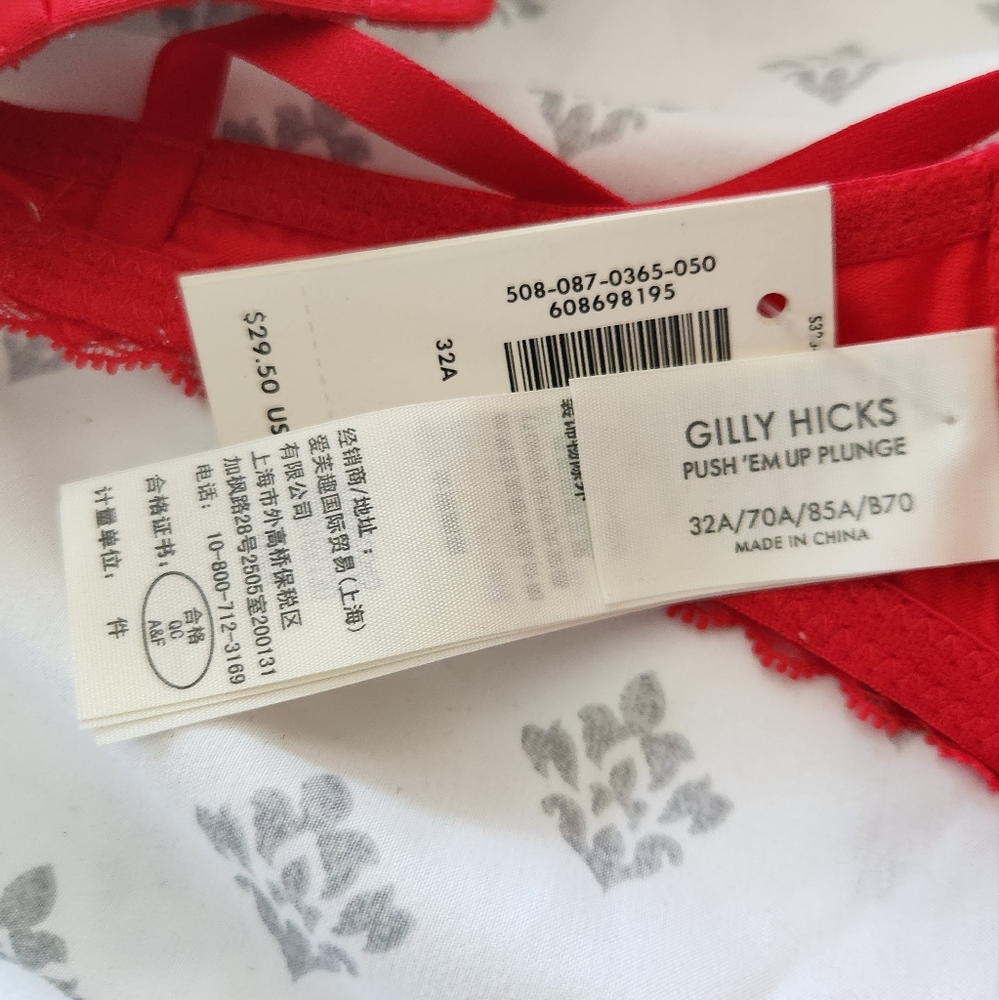 508-087-0365-050
608698195
32A
$29.50 US
GILLY HICKS
PUSH 'EM UP PLUNGE
32A/70A/85A/B70
MADE IN CHINA
经销商/地址：
爱芙趣国际贸易(上海)
有限公司
上海市外高桥保税区
加枫路28号2505室200131
电话： 10-800-712-3169
合格证书：
合格
QC
A&F
计量单位： 件